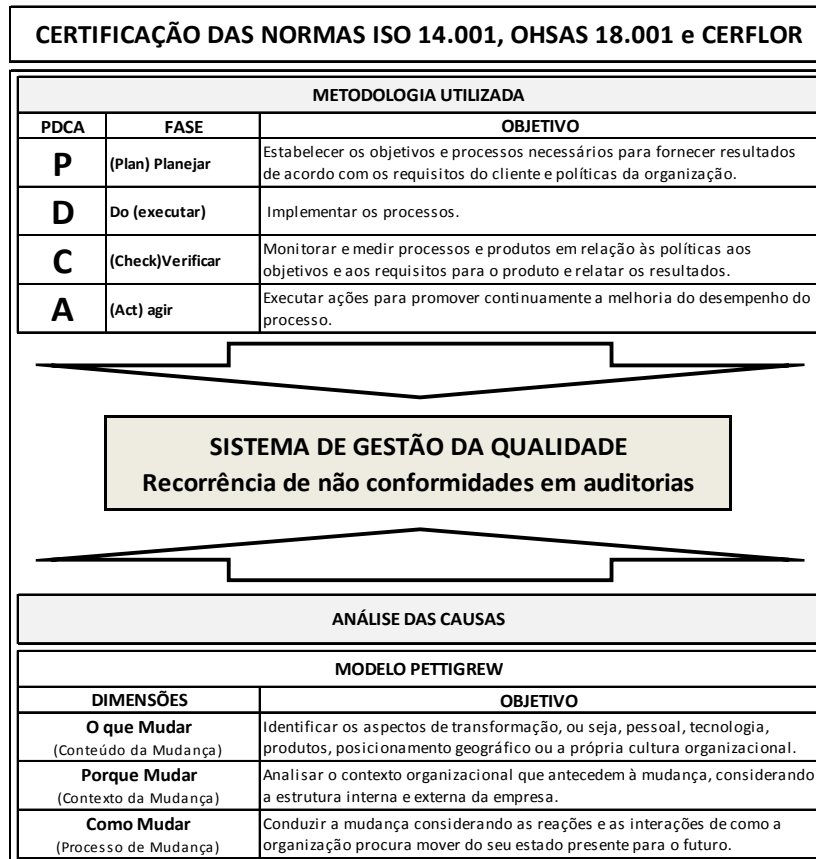 CERTIFICAÇÃO DAS NORMAS ISO 14.001, OHSAS 18.001 e CERFLOR
METODOLOGIA UTILIZADA
PDCA FASE OBJETIVO
P (Plan) Planejar Estabelecer os objetivos e processos necessários para fornecer resultados
de acordo com os requisitos do cliente e políticas da organização.
D Do (executar) Implementar os processos.
C (Check)Verificar Monitorar e medir processos e produtos em relação às políticas aos
objetivos e aos requisitos para o produto e relatar os resultados.
A (Act) agir Executar ações para promover continuamente a melhoria do desempenho do
processo.
SISTEMA DE GESTÃO DA QUALIDADE
Recorrência de não conformidades em auditorias
ANÁLISE DAS CAUSAS
MODELO PETTIGREW
DIMENSÕES OBJETIVO
O que Mudar
(Conteúdo da Mudança)
Identificar os aspectos de transformação, ou seja, pessoal, tecnologia,
produtos, posicionamento geográfico ou a própria cultura organizacional.
Porque Mudar
(Contexto da Mudança)
Analisar o contexto organizacional que antecedem à mudança, considerando
a estrutura interna e externa da empresa.
Como Mudar
(Processo de Mudança)
Conduzir a mudança considerando as reações e as interações de como a
organização procura mover do seu estado presente para o futuro.